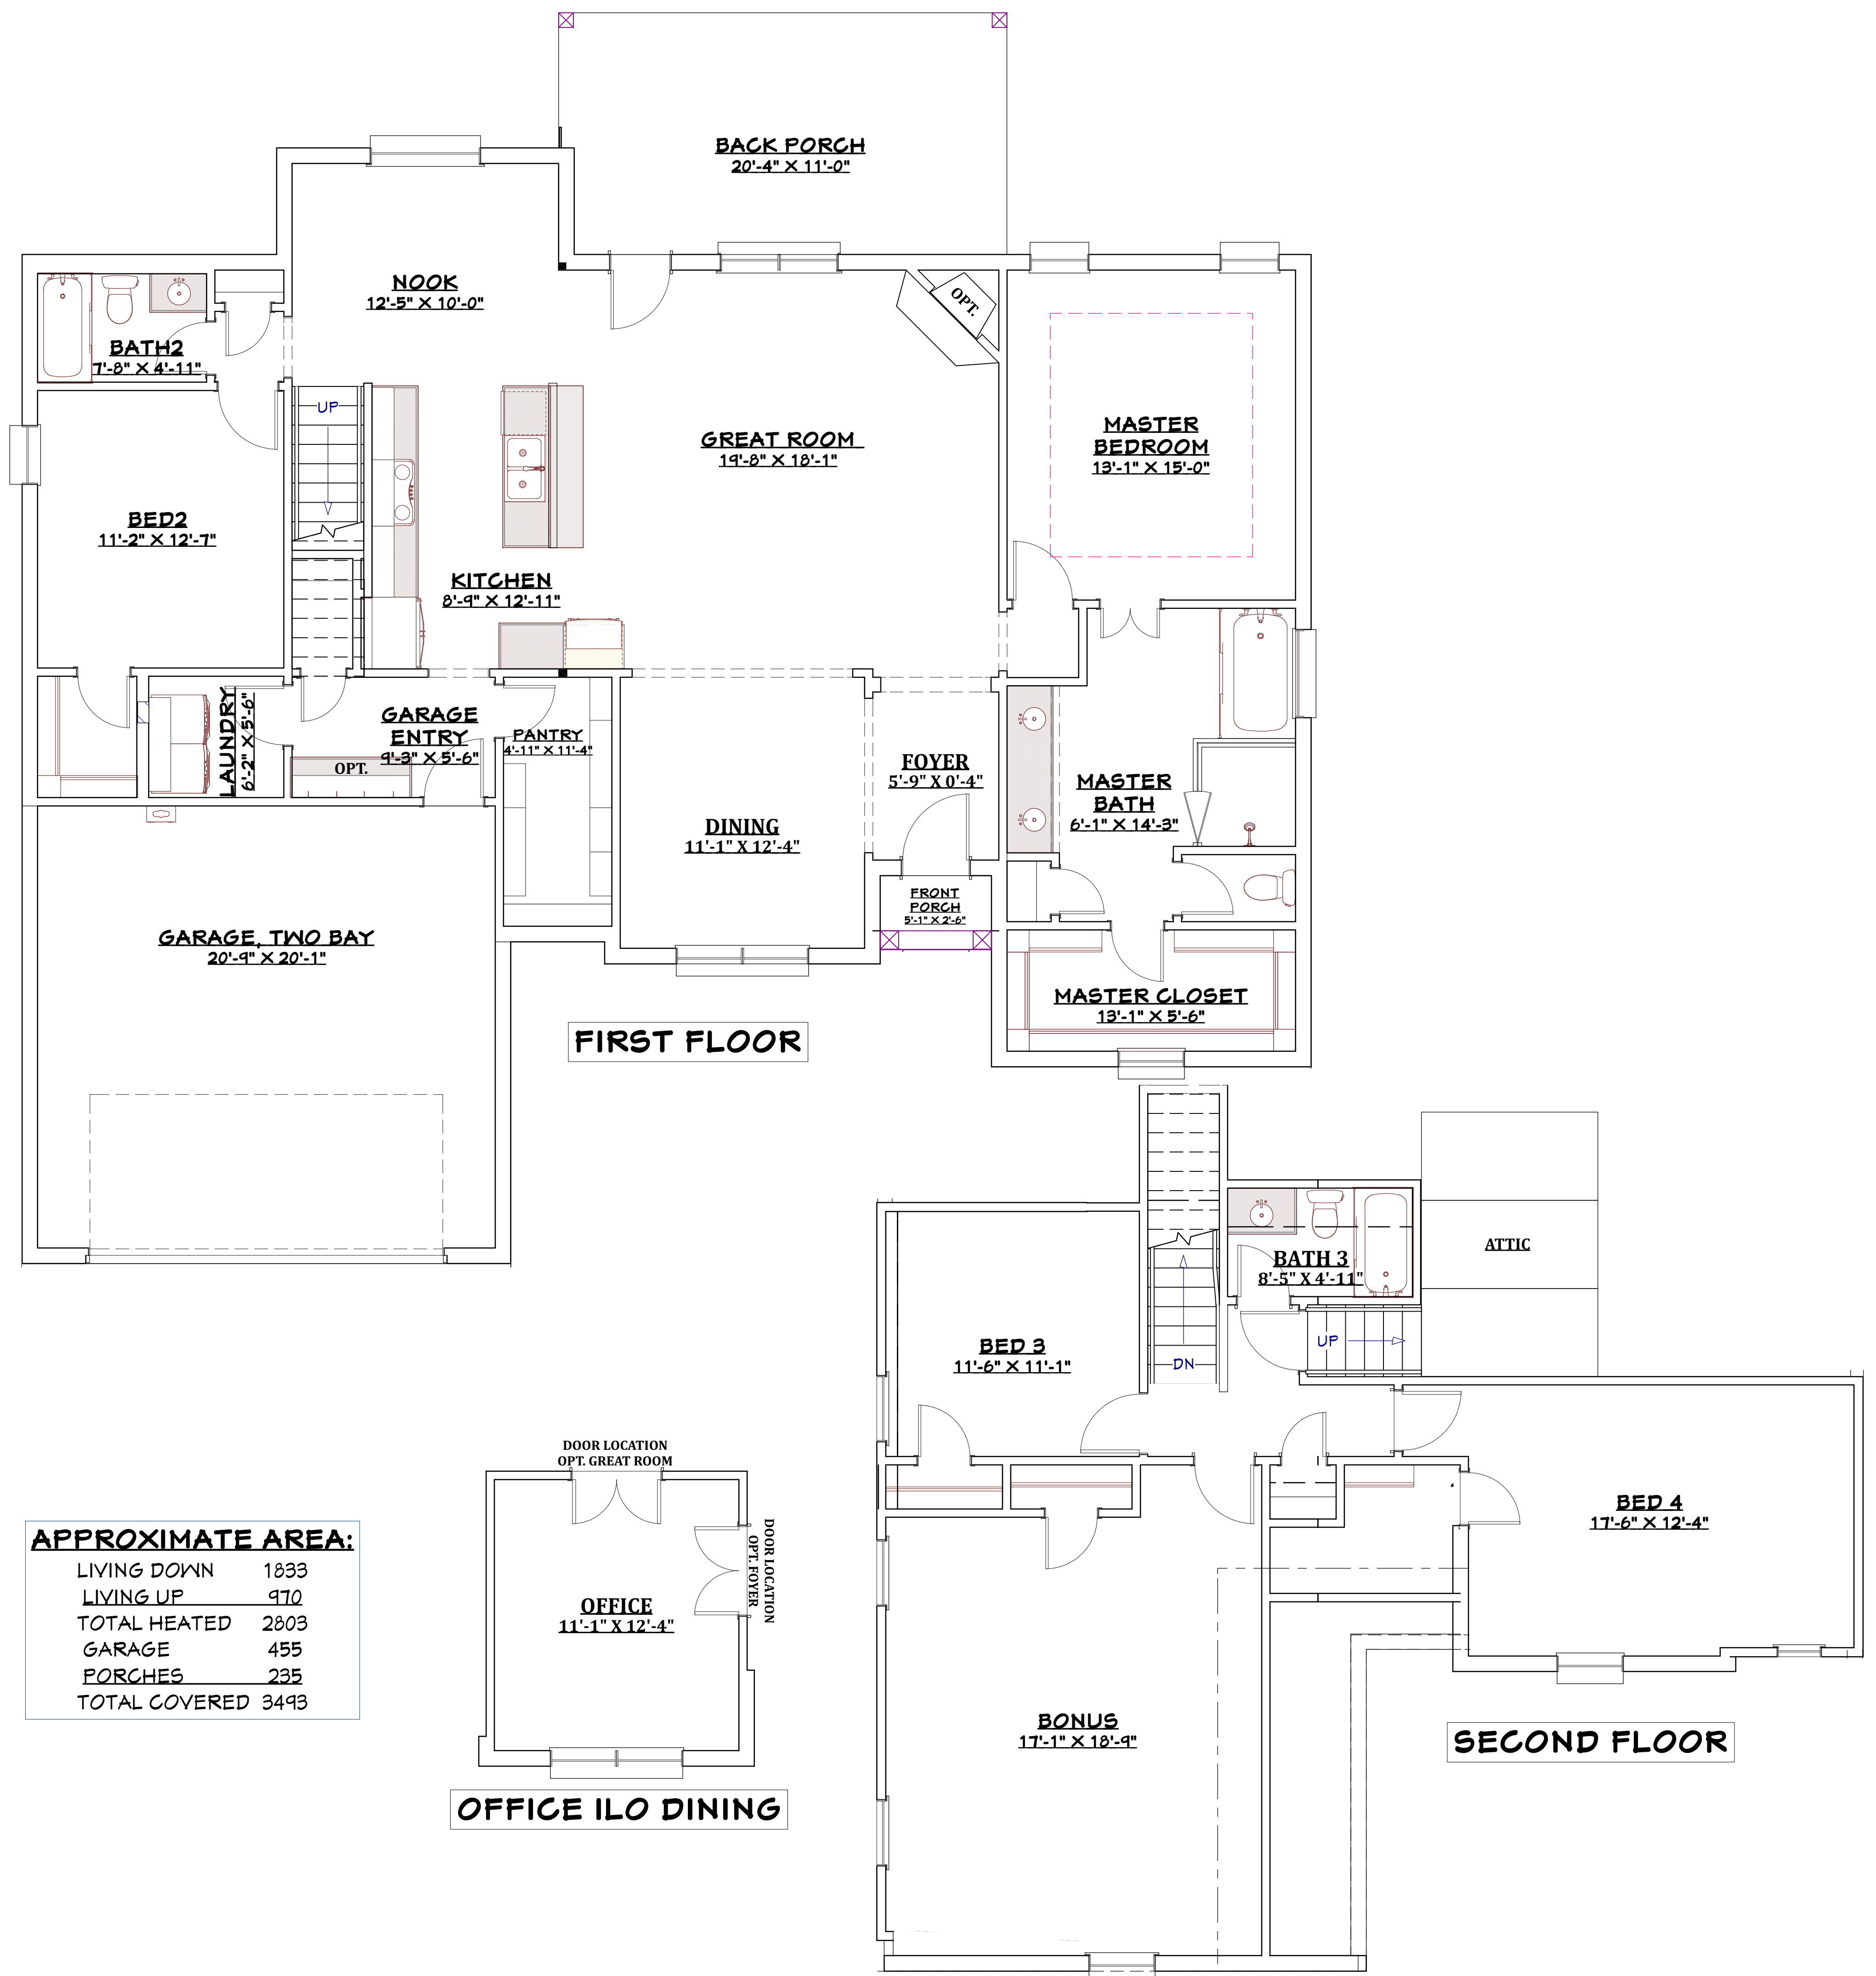 BACK PORCH
20'-4" X 11'-0"
NOOK
12'-5" X 10'-0"
OPT.
BATH2
7'-8" X 4'-11"
UP
GREAT ROOM
19'-8" X 18'-1"
MASTER
BEDROOM
13'-1" X 15'-0"
BED2
11'-2" X 12'-7"
KITCHEN
8'-9" X 12'-11"
LAUNDRY
6'-2" X 5'-6"
GARAGE
ENTRY
9'-3" X 5'-6"
OPT.
PANTRY
4'-11" X 11'-4"
FOYER
5'-9" X 0'-4"
MASTER
BATH
6'-1" X 14'-3"
DINING
11'-1" X 12'-4"
FRONT
PORCH
5'-1" X 2'-6"
GARAGE, TWO BAY
20'-9" X 20'-1"
MASTER CLOSET
13'-1" X 5'-6"
FIRST FLOOR
ATTIC
BATH 3
8'-5" X 4'-11"
BED 3
11'-6" X 11'-1"
DN
UP
BED 4
17'-6" X 12'-4"
BONUS
17'-1" X 18'-9"
SECOND FLOOR
DOOR LOCATION
OPT. GREAT ROOM
DOOR LOCATION
OPT. FOYER
OFFICE
11'-1" X 12'-4"
OFFICE ILO DINING
APPROXIMATE AREA:
LIVING DOWN 1833
LIVING UP 970
TOTAL HEATED 2803
GARAGE 455
PORCHES 235
TOTAL COVERED 3493